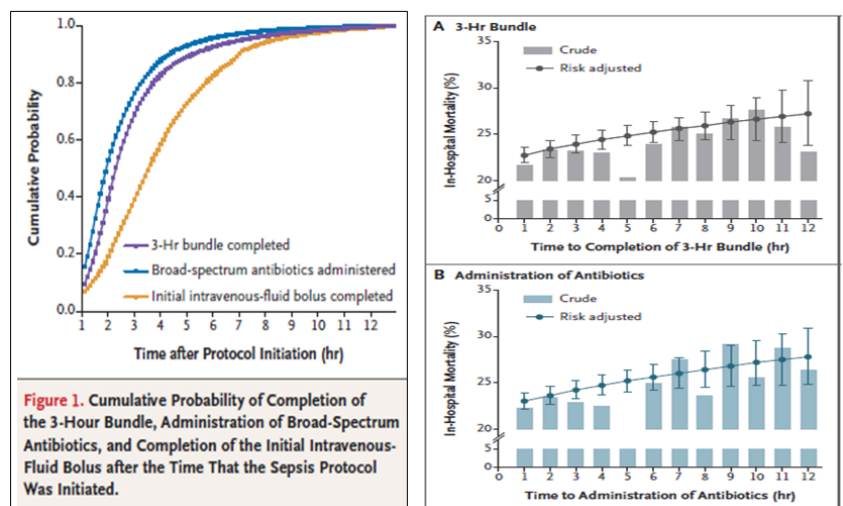 1.0
0.8
0.6
0.4
0.2
0.0
Cumulative Probability
3-Hr bundle completed
Broad-spectrum antibiotics administered
Initial intravenous-fluid bolus completed
1 2 3 4 5 6 7 8 9 10 11 12
Time after Protocol Initiation (hr)
Figure 1. Cumulative Probability of Completion of
the 3-Hour Bundle, Administration of Broad-Spectrum
Antibiotics, and Completion of the Initial Intravenous-
Fluid Bolus after the Time That the Sepsis Protocol
Was Initiated.
A 3-Hr Bundle
35
30
25
20
5
0
In-Hospital Mortality (%)
Crude
Risk adjusted
0 1 2 3 4 5 6 7 8 9 10 11 12
Time to Completion of 3-Hr Bundle (hr)
B Administration of Antibiotics
35
30
25
20
5
0
In-Hospital Mortality (%)
Crude
Risk adjusted
0 1 2 3 4 5 6 7 8 9 10 11 12
Time to Administration of Antibiotics (hr)